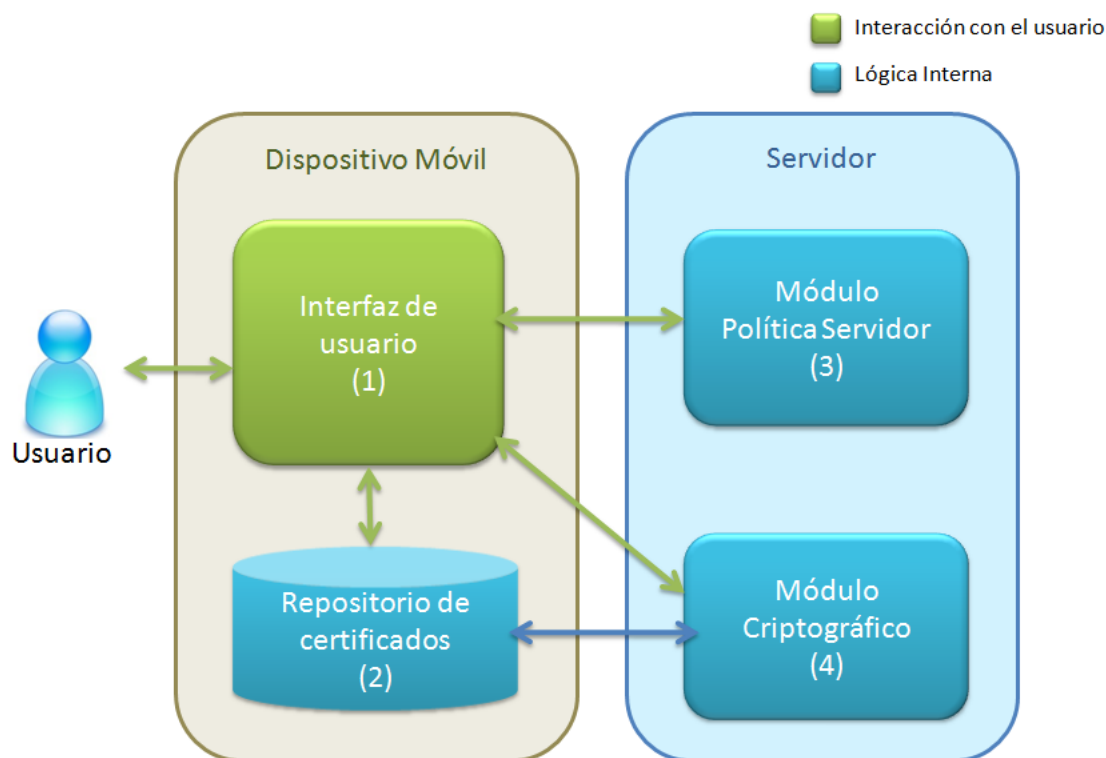 Interacción con el usuario
Lógica Interna
Dispositivo Móvil
Servidor
Interfaz de
usuario
(1)
Módulo
Política Servidor
(3)
Usuario
Repositorio de
certificados
(2)
Módulo
Criptográfico
(4)